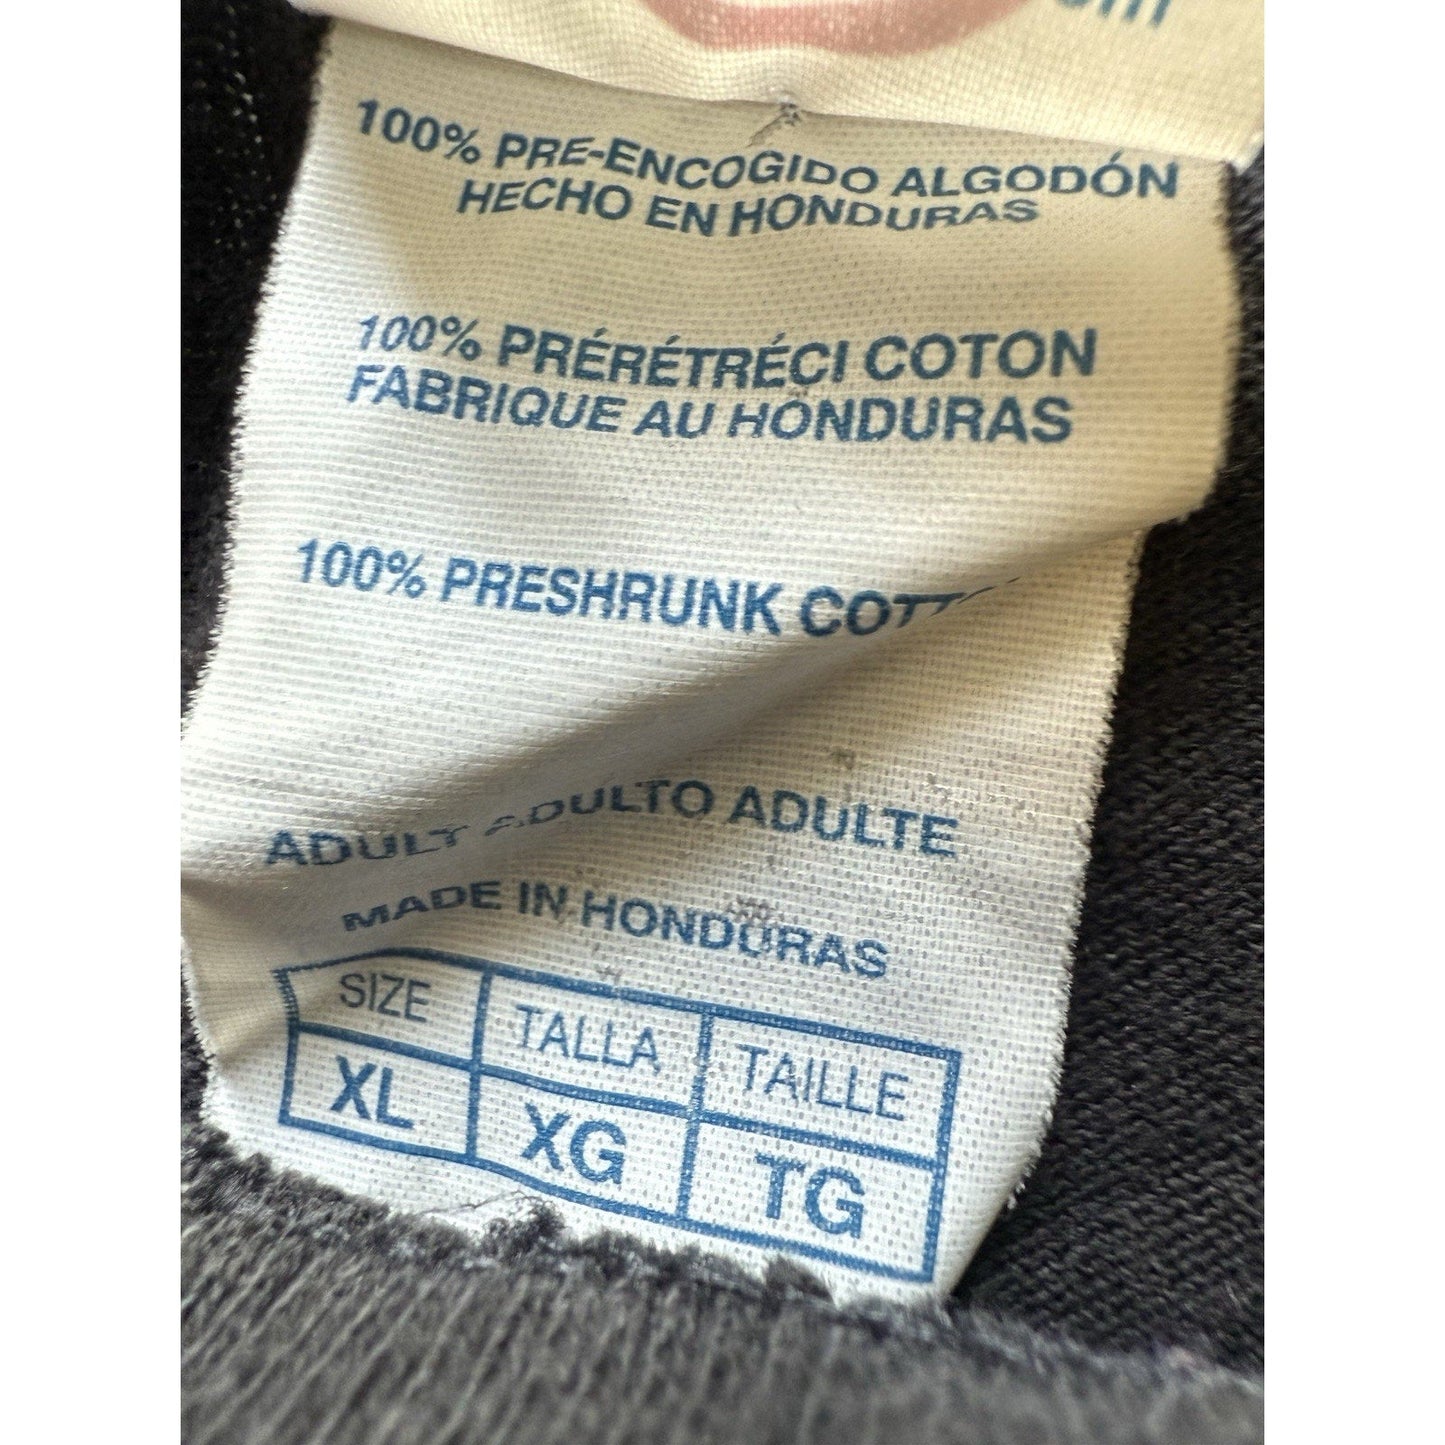 100% PRE-ENCOGIDO ALGODÓN
HECHO EN HONDURAS
100% PRÉRÉTRÉCI COTON
FABRIQUE AU HONDURAS
100% PRESHRUNK
ADULT ADULTO ADULTE
MADE IN HONDURAS
SIZE TALLA TAILLE
XL XG TG